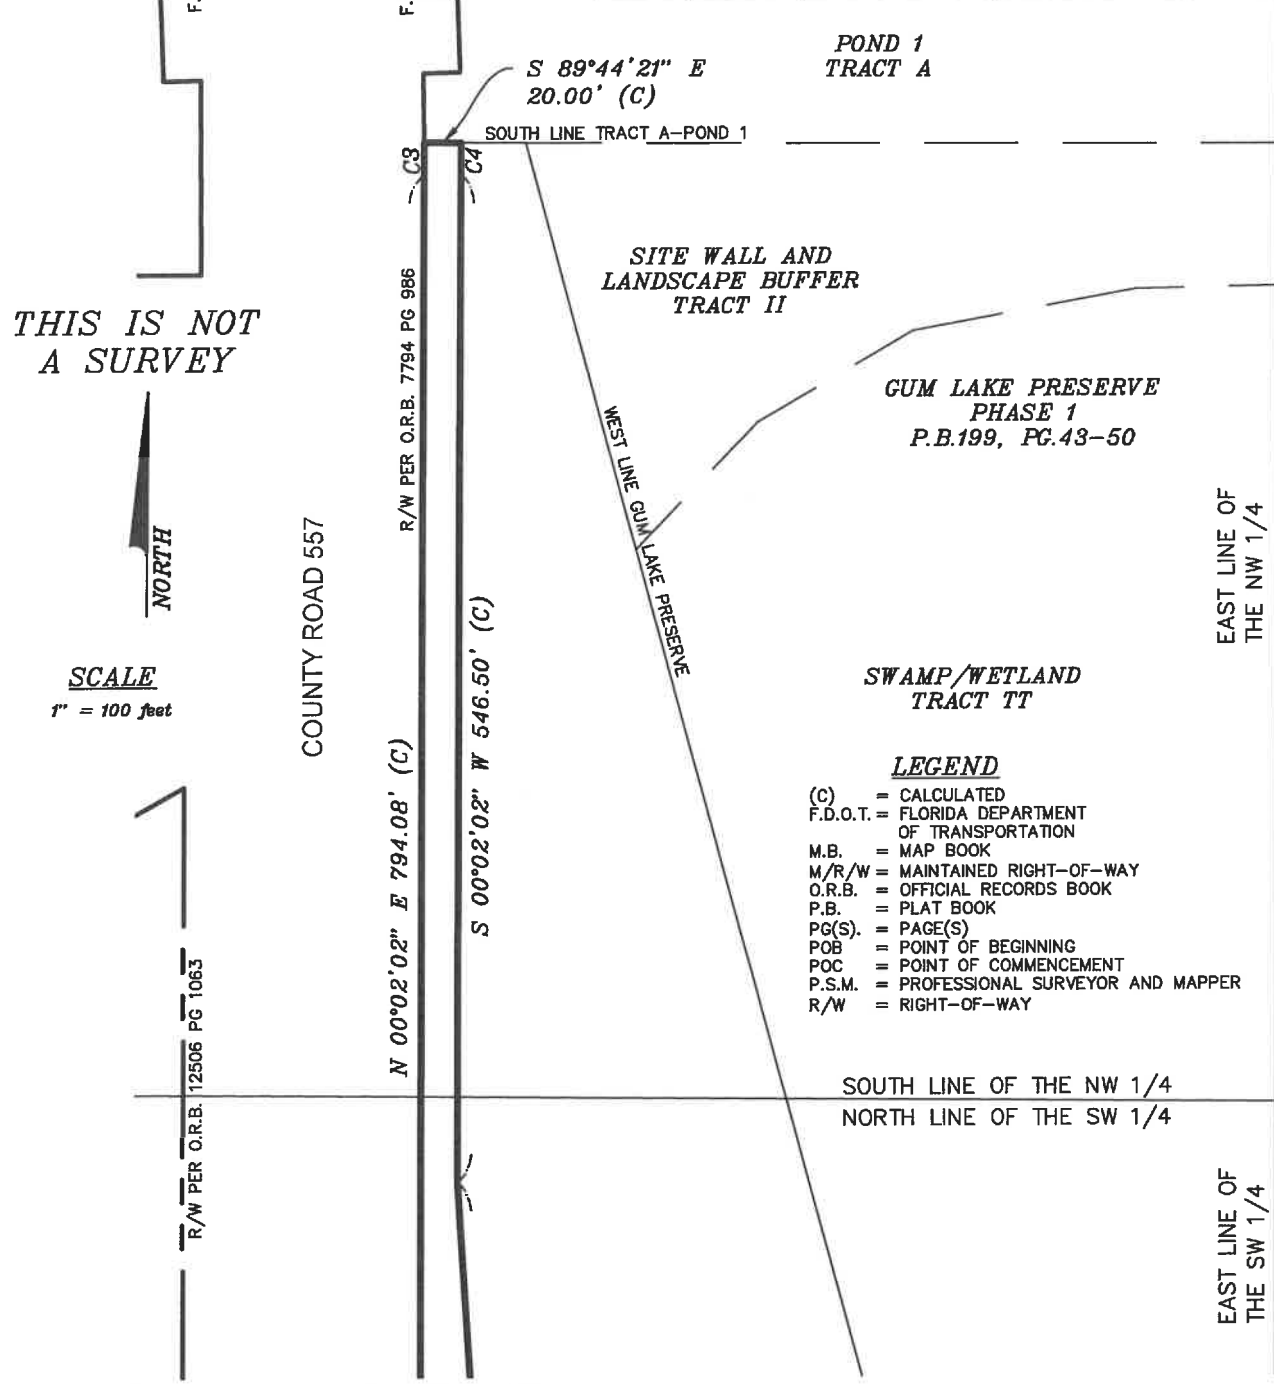 F.
F.
POND 1
TRACT A
S 89°44'21" E
20.00' (C)
SOUTH LINE TRACT A-POND 1
C3
C4
SITE WALL AND
LANDSCAPE BUFFER
TRACT II
THIS IS NOT
A SURVEY
R/W PER O.R.B. 7794 PG 986
GUM LAKE PRESERVE
PHASE 1
P.B.199, PG.43-50
WEST LINE GUM LAKE PRESERVE
NORTH
COUNTY ROAD 557
EAST LINE OF
THE NW 1/4
SCALE
1" = 100 feet
N 00°02'02" E 794.08' (C)
S 00°02'02" W 546.50' (C)
SWAMP/WETLAND
TRACT TT
LEGEND
(C) = CALCULATED
F.D.O.T. = FLORIDA DEPARTMENT
OF TRANSPORTATION
M.B. = MAP BOOK
M/R/W = MAINTAINED RIGHT-OF-WAY
O.R.B. = OFFICIAL RECORDS BOOK
P.B. = PLAT BOOK
PG(S). = PAGE(S)
POB = POINT OF BEGINNING
POC = POINT OF COMMENCEMENT
P.S.M. = PROFESSIONAL SURVEYOR AND MAPPER
R/W = RIGHT-OF-WAY
R/W PER O.R.B. 12506 PG 1063
SOUTH LINE OF THE NW 1/4
NORTH LINE OF THE SW 1/4
EAST LINE OF
THE SW 1/4